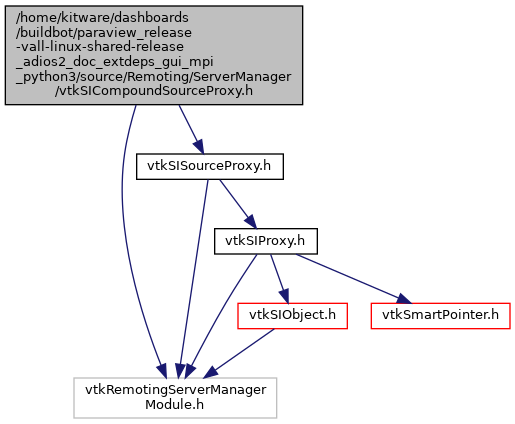 /home/kitware/dashboards
/buildbot/paraview_release
-vall-linux-shared-release
_adios2_doc_extdeps_gui_mpi
_python3/source/Remoting/ServerManager
/vtkSICompoundSourceProxy.h
vtkSISourceProxy.h
vtkSIProxy.h
vtkSIObject.h
vtkSmartPointer.h
vtkRemotingServerManager
Module.h